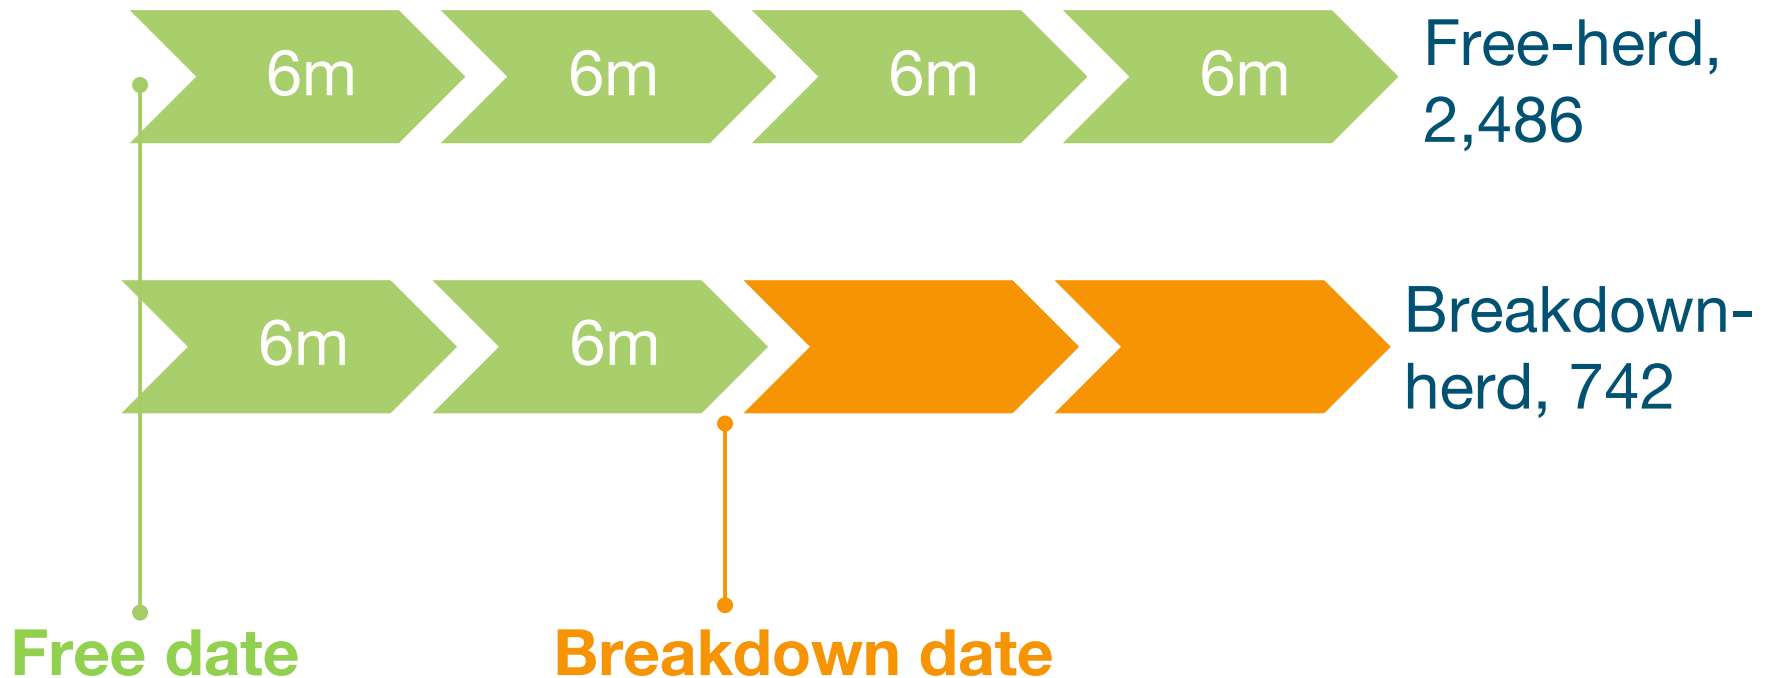 6m 6m 6m 6m
Free-herd,
2,486
6m 6m
Breakdown-
herd, 742
Free date
Breakdown date